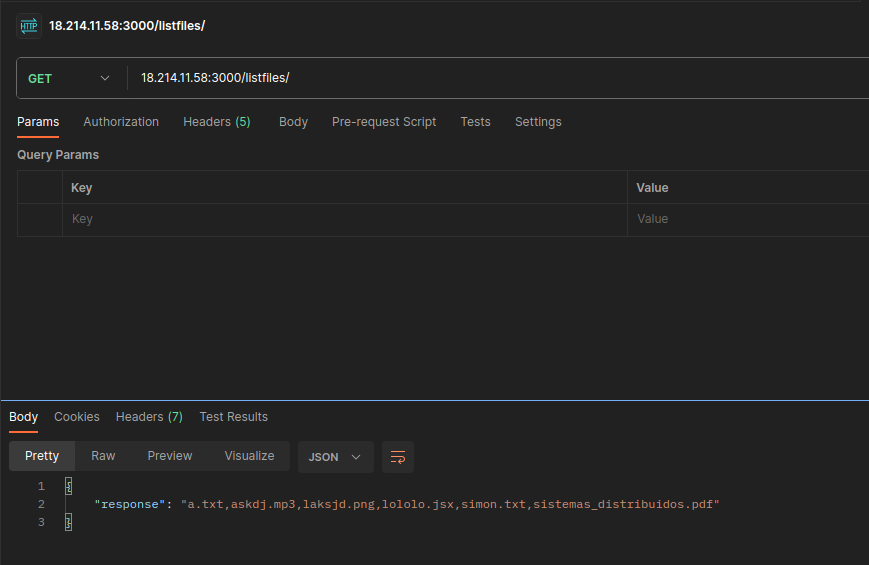 HTTP 18.214.11.58:3000/listfiles/
GET 18.214.11.58:3000/listfiles/
Params Authorization Headers (5) Body Pre-request Script Tests Settings
Query Params
Key Value
Key Value
Body Cookies Headers (7) Test Results
Pretty Raw Preview Visualize JSON
1 {
2 "response": "a.txt,askdj.mp3,laksjd.png,lololo.jsx,simon.txt,sistemas_distribuidos.pdf"
3 }